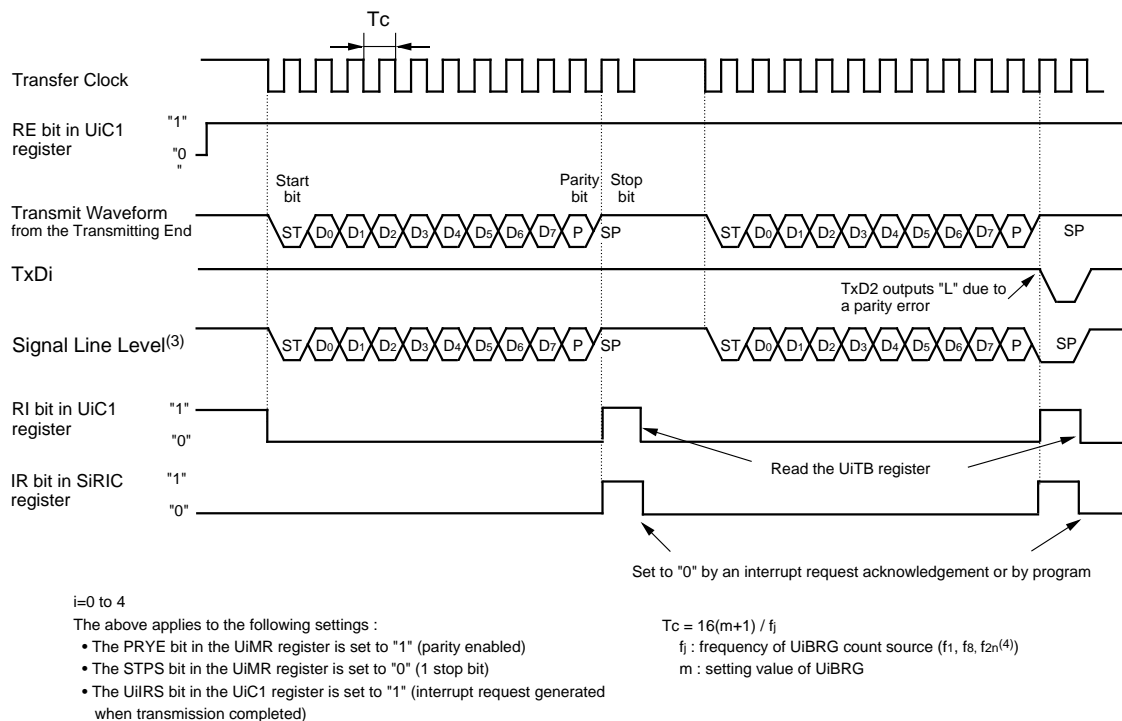 Tc
Transfer Clock
RE bit in UiC1
register
"1"
"0
"
Start
bit
Parity
bit
Stop
bit
Transmit Waveform
from the Transmitting End
ST D0 D1 D2 D3 D4 D5 D6 D7 P SP
ST D0 D1 D2 D3 D4 D5 D6 D7 P SP
TxDi
TxD2 outputs "L" due to
a parity error
Signal Line Level(3)
ST D0 D1 D2 D3 D4 D5 D6 D7 P SP
ST D0 D1 D2 D3 D4 D5 D6 D7 P SP
RI bit in UiC1
register
"1"
"0"
Read the UiTB register
IR bit in SiRIC
register
"1"
"0"
Set to "0" by an interrupt request acknowledgement or by program
i=0 to 4
The above applies to the following settings :
• The PRYE bit in the UiMR register is set to "1" (parity enabled)
• The STPS bit in the UiMR register is set to "0" (1 stop bit)
• The UiIRS bit in the UiC1 register is set to "1" (interrupt request generated
when transmission completed)
Tc = 16(m+1) / fj
fj : frequency of UiBRG count source (f1, f8, f2n(4))
m : setting value of UiBRG